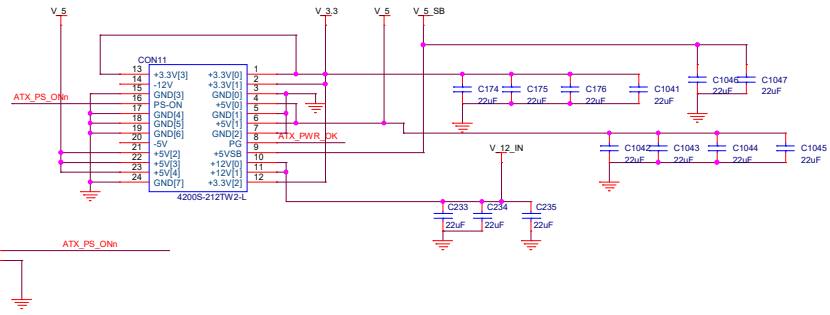 V_5 V_3.3 V_5 V_5_SB
CON11
13 +3.3V[3] +3.3V[0] 1
14 -12V +3.3V[1] 2
15 GND[3] GND[0] 3
ATX_PS_ONn 16 PS-ON +5V[0] 4
17 GND[4] GND[1] 5
18 GND[5] +5V[1] 6
19 GND[6] GND[2] 7
20 -5V PG 8 ATX_PWR_OK
21 +5V[2] +5VSB 9
22 +5V[3] +12V[0] 10
23 +5V[4] +12V[1] 11
24 GND[7] +3.3V[2] 12
4200S-212TW2-L
C174 C175 C176 C1041 C1046 C1047
22uF 22uF 22uF 22uF 22uF 22uF
C1042 C1043 C1044 C1045
22uF 22uF 22uF 22uF
V_12_IN
C233 C234 C235
22uF 22uF 22uF
ATX_PS_ONn